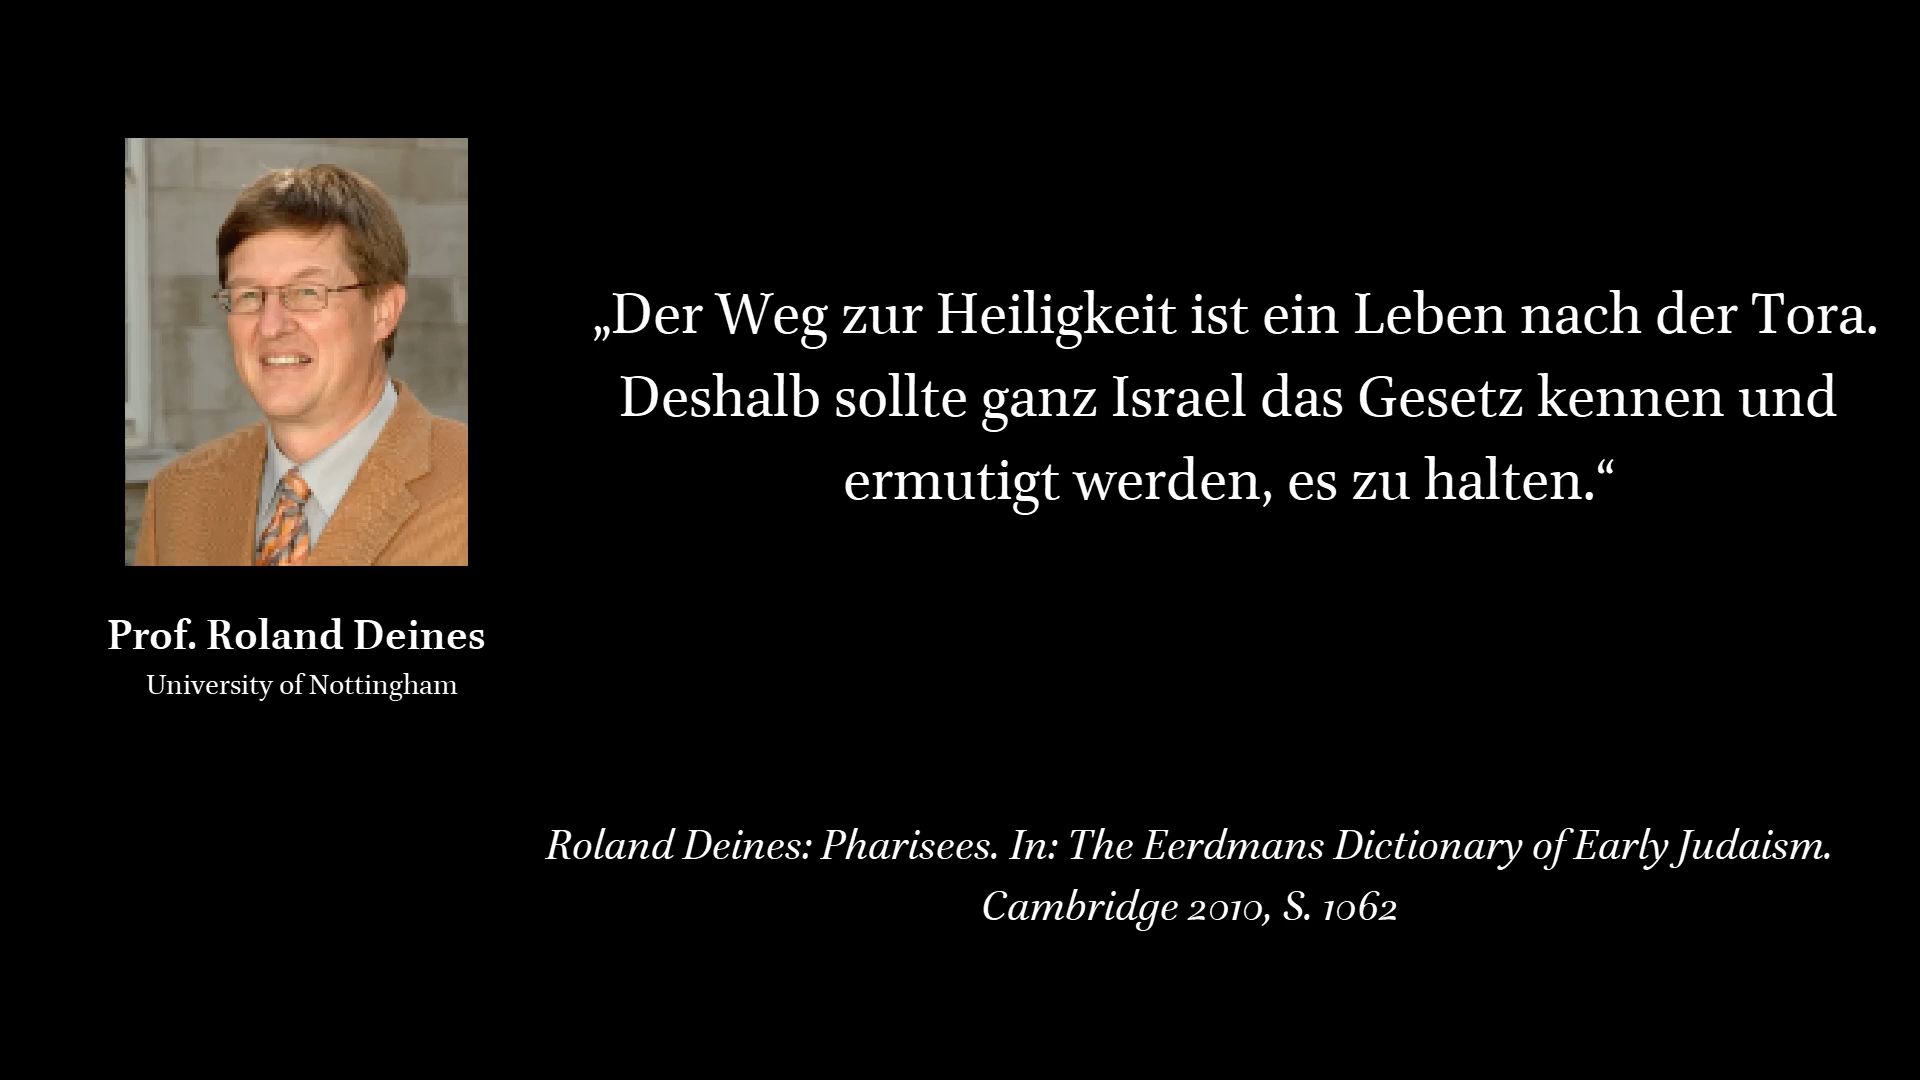 „Der Weg zur Heiligkeit ist ein Leben nach der Tora.
Deshalb sollte ganz Israel das Gesetz kennen und
ermutigt werden, es zu halten.“
Prof. Roland Deines
University of Nottingham
Roland Deines: Pharisees. In: The Eerdmans Dictionary of Early Judaism.
Cambridge 2010, S. 1062